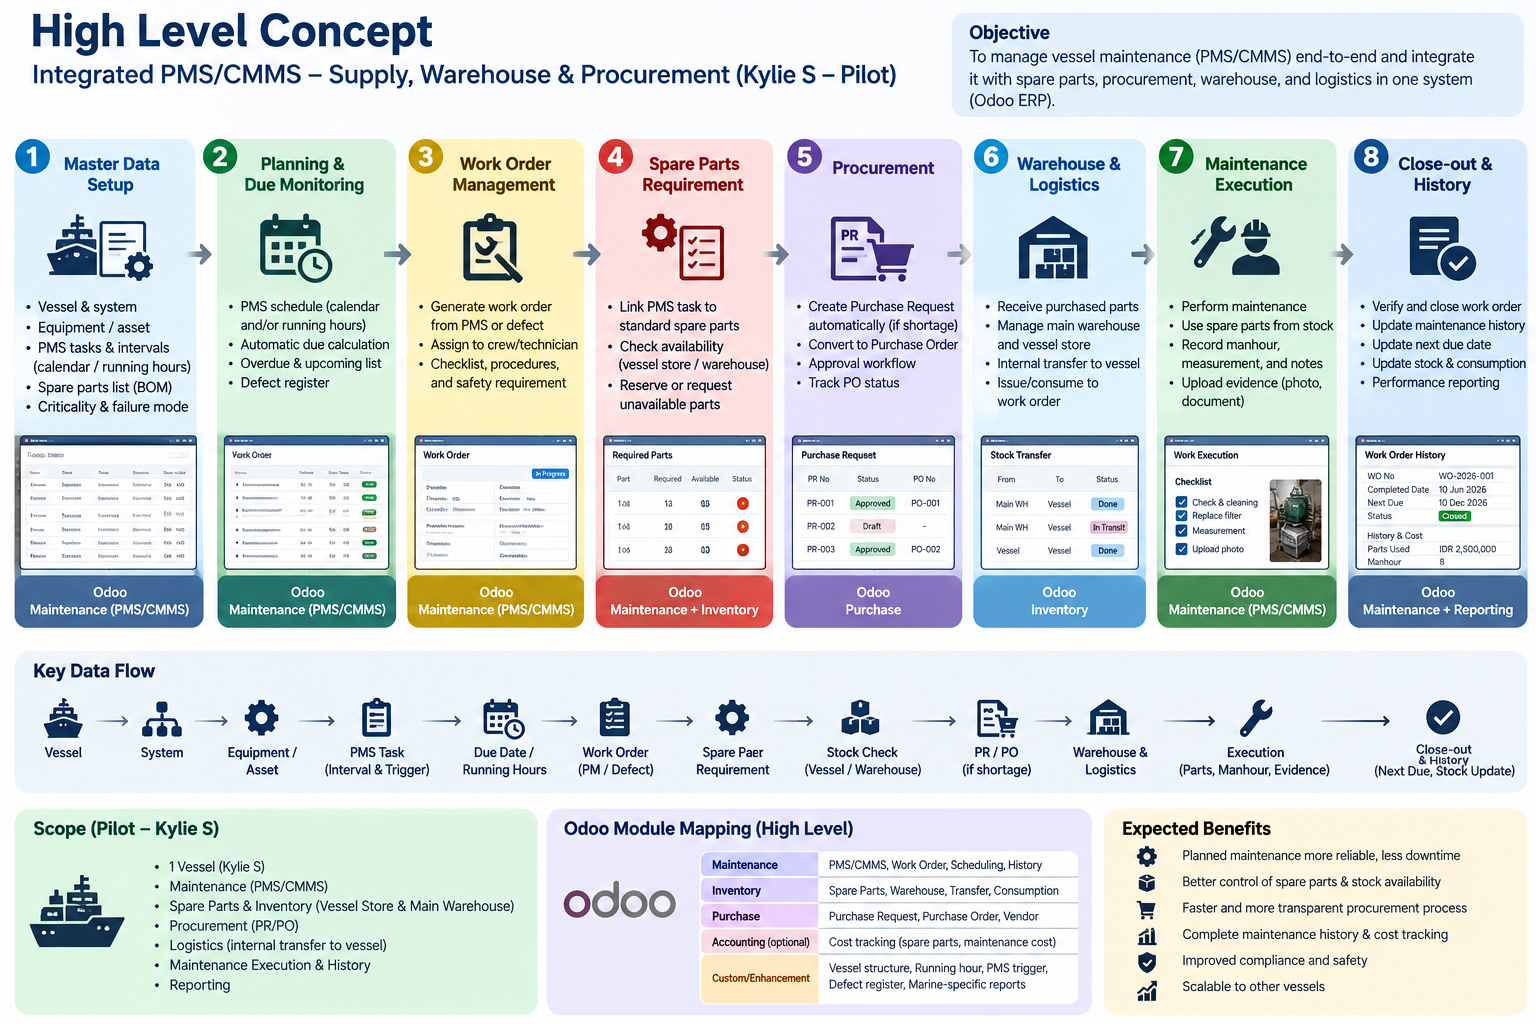 High Level Concept
Integrated PMS/CMMS – Supply, Warehouse & Procurement (Kylie S – Pilot)
Objective
To manage vessel maintenance (PMS/CMMS) end-to-end and integrate
it with spare parts, procurement, warehouse, and logistics in one system
(Odoo ERP).
1
Master Data
Setup
• Vessel & system
• Equipment / asset
• PMS tasks & intervals
(calendar / running hours)
• Spare parts list (BOM)
• Criticality & failure mode
Odoo
Maintenance (PMS/CMMS)
2
Planning &
Due Monitoring
• PMS schedule (calendar
and/or running hours)
• Automatic due calculation
• Overdue & upcoming list
• Defect register
Work Order
Odoo
Maintenance (PMS/CMMS)
3
Work Order
Management
• Generate work order
from PMS or defect
• Assign to crew/technician
• Checklist, procedures,
and safety requirement
Work Order
In Progress
Odoo
Maintenance (PMS/CMMS)
4
Spare Parts
Requirement
• Link PMS task to
standard spare parts
• Check availability
(vessel store / warehouse)
• Reserve or request
unavailable parts
Required Parts
Part Required Available Status
Odoo
Maintenance + Inventory
5
Procurement
PR
• Create Purchase Request
automatically (if shortage)
• Convert to Purchase Order
• Approval workflow
• Track PO status
Purchase Request
PR No Status PO No
PR-001 Approved PO-001
PR-002 Draft -
PR-003 Approved PO-002
Odoo
Purchase
6
Warehouse &
Logistics
• Receive purchased parts
• Manage main warehouse
and vessel store
• Internal transfer to vessel
• Issue/consume to
work order
Stock Transfer
From To Status
Main WH Vessel Done
Main WH Vessel In Transit
Vessel Vessel Done
Odoo
Inventory
7
Maintenance
Execution
• Perform maintenance
• Use spare parts from stock
• Record manhour,
measurement, and notes
• Upload evidence (photo,
document)
Work Execution
Checklist
Check & cleaning
Replace filter
Measurement
Upload photo
Odoo
Maintenance (PMS/CMMS)
8
Close-out &
History
• Verify and close work order
• Update maintenance history
• Update next due date
• Update stock & consumption
• Performance reporting
Work Order History
WO No WO-2026-001
Completed Date 10 Jun 2026
Next Due 10 Dec 2026
Status Closed
History & Cost
Parts Used IDR 2,500,000
Manhour 8
Odoo
Maintenance + Reporting
Key Data Flow
Vessel
System
Equipment /
Asset
PMS Task
(Interval & Trigger)
Due Date /
Running Hours
Work Order
(PM / Defect)
Spare Paer
Requirement
Stock Check
(Vessel / Warehouse)
PO
PR / PO
(if shortage)
Warehouse &
Logistics
Execution
(Parts, Manhour, Evidence)
Close-out
& History
(Next Due, Stock Update)
Scope (Pilot – Kylie S)
• 1 Vessel (Kylie S)
• Maintenance (PMS/CMMS)
• Spare Parts & Inventory (Vessel Store & Main Warehouse)
• Procurement (PR/PO)
• Logistics (internal transfer to vessel)
• Maintenance Execution & History
• Reporting
Odoo Module Mapping (High Level)
odoo
Maintenance PMS/CMMS, Work Order, Scheduling, History
Inventory Spare Parts, Warehouse, Transfer, Consumption
Purchase Purchase Request, Purchase Order, Vendor
Accounting (optional) Cost tracking (spare parts, maintenance cost)
Custom/Enhancement Vessel structure, Running hour, PMS trigger,
Defect register, Marine-specific reports
Expected Benefits
Planned maintenance more reliable, less downtime
Better control of spare parts & stock availability
Faster and more transparent procurement process
Complete maintenance history & cost tracking
Improved compliance and safety
Scalable to other vessels